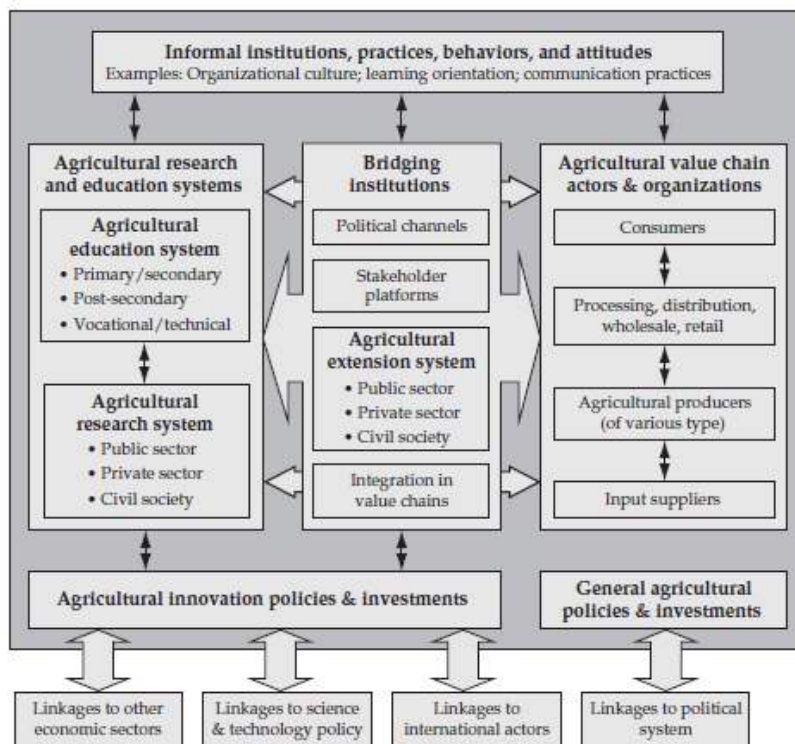 Informal institutions, practices, behaviors, and attitudes
Examples: Organizational culture; learning orientation; communication practices
Agricultural research
and education systems
Agricultural
education system
• Primary/secondary
• Post-secondary
• Vocational/technical
Agricultural
research system
• Public sector
• Private sector
• Civil society
Bridging
institutions
Political channels
Stakeholder
platforms
Agricultural
extension system
• Public sector
• Private sector
• Civil society
Integration in
value chains
Agricultural value chain
actors & organizations
Consumers
Processing, distribution,
wholesale, retail
Agricultural producers
(of various type)
Input suppliers
Agricultural innovation policies & investments
General agricultural
policies & investments
Linkages to other
economic sectors
Linkages to science
& technology policy
Linkages to
international actors
Linkages to political
system